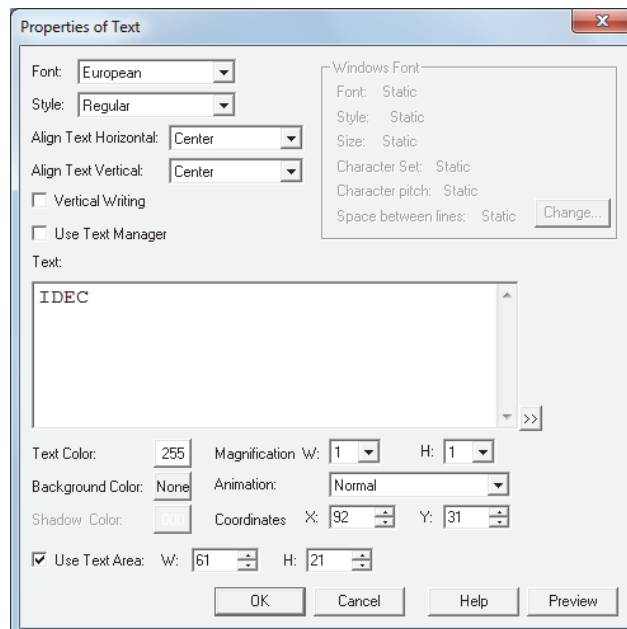 Properties of Text
Font: European
Style: Regular
Align Text Horizontal: Center
Align Text Vertical: Center
Vertical Writing
Use Text Manager
Windows Font
Font: Static
Style: Static
Size: Static
Character Set: Static
Character pitch: Static
Space between lines: Static Change...
Text:
IDEC
>>
Text Color: 255 Magnification W: 1 H: 1
Background Color: None Animation: Normal
Shadow Color: 000 Coordinates X: 92 Y: 31
Use Text Area: W: 61 H: 21
OK Cancel Help Preview